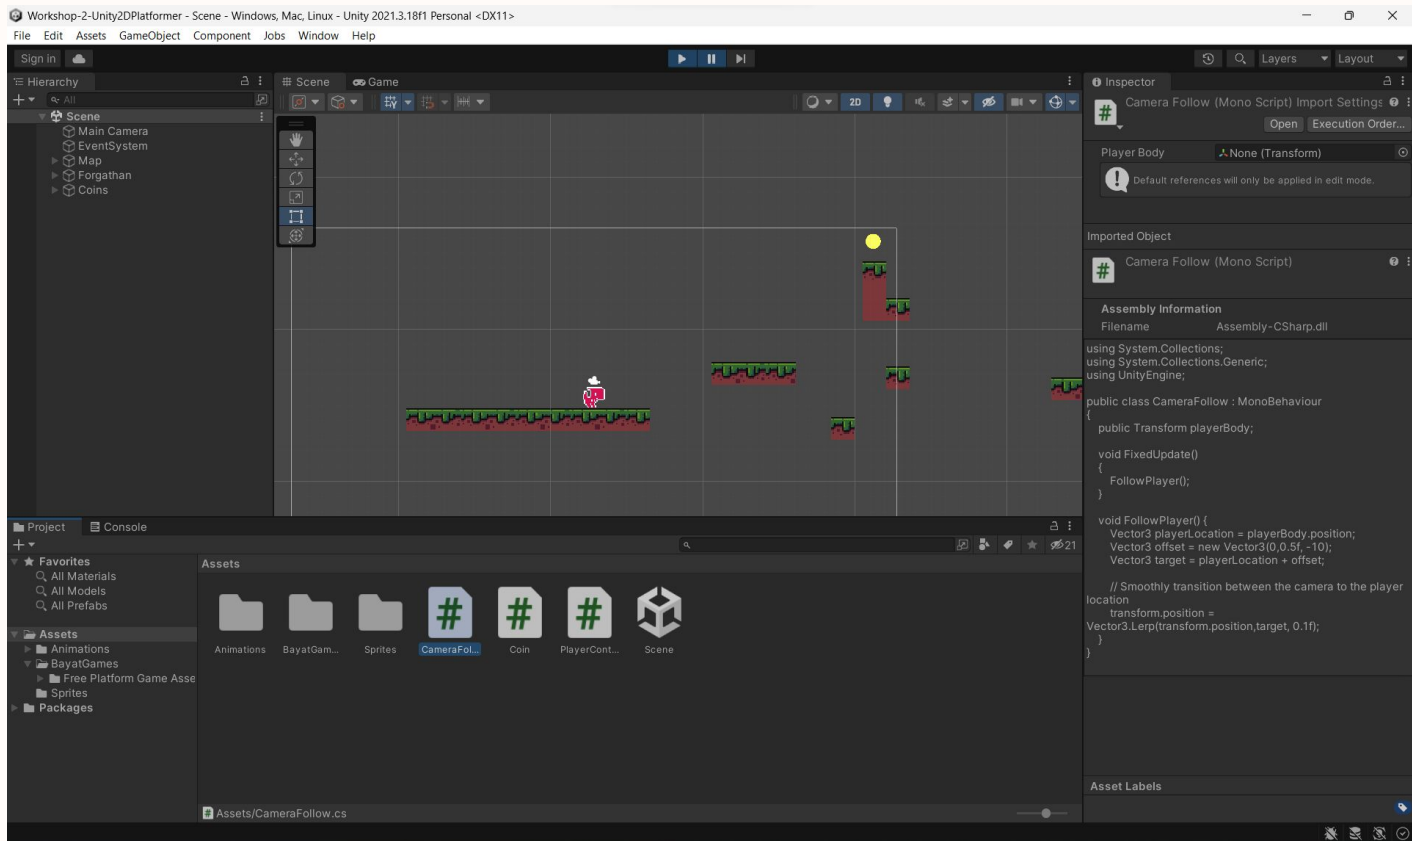 Workshop-2-Unity2DPlatformer - Scene - Windows, Mac, Linux - Unity 2021.3.18f1 Personal <DX11>
File Edit Assets GameObject Component Jobs Window Help
Sign in
Layers Layout
Hierarchy
All
Scene
Main Camera
EventSystem
Map
Forgathan
Coins
Scene Game
2D
Inspector
Camera Follow (Mono Script) Import Settings
Open Execution Order...
Player Body None (Transform)
Default references will only be applied in edit mode.
Imported Object
Camera Follow (Mono Script)
Assembly Information
Filename Assembly-CSharp.dll
using System.Collections;
using System.Collections.Generic;
using UnityEngine;
public class CameraFollow : MonoBehaviour
{
public Transform playerBody;
void FixedUpdate()
{
FollowPlayer();
}
void FollowPlayer() {
Vector3 playerLocation = playerBody.position;
Vector3 offset = new Vector3(0,0.5f, -10);
Vector3 target = playerLocation + offset;
// Smoothly transition between the camera to the player
location
transform.position =
Vector3.Lerp(transform.position,target, 0.1f);
}
}
Asset Labels
Project Console
21
Favorites
All Materials
All Models
All Prefabs
Assets
Animations
BayatGames
Free Platform Game Asse
Sprites
Packages
Assets
Animations BayatGam... Sprites CameraFol... Coin PlayerCont... Scene
Assets/CameraFollow.cs